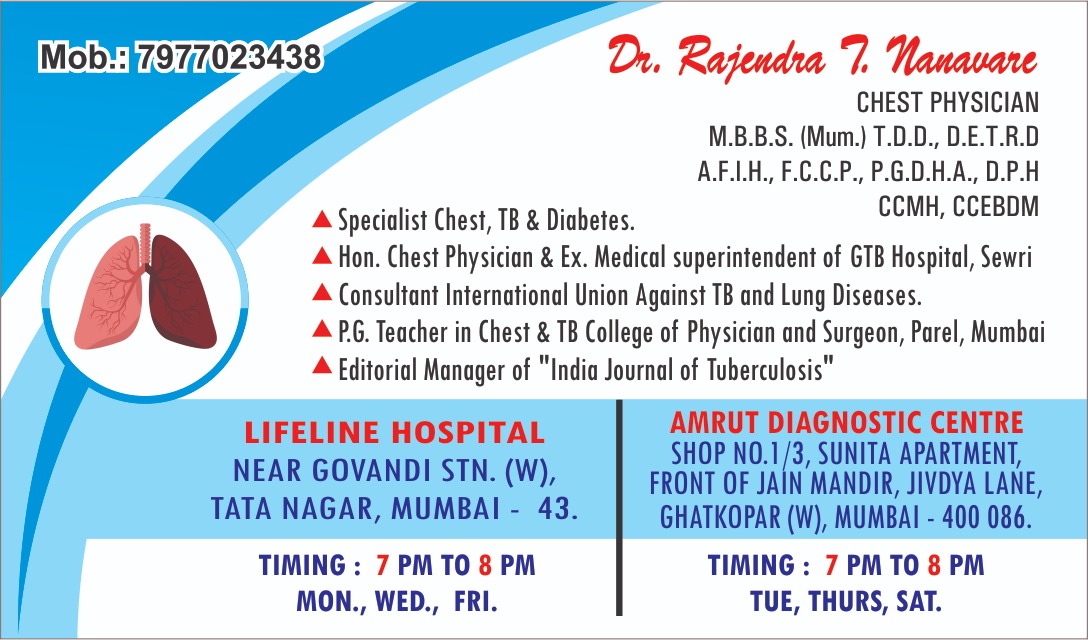 Mob.: 7977023438
Dr. Rajendra T. Nanavare
CHEST PHYSICIAN
M.B.B.S. (Mum.) T.D.D., D.E.T.R.D
A.F.I.H., F.C.C.P., P.G.D.H.A., D.P.H
CCMH, CCEBDM
Specialist Chest, TB & Diabetes.
Hon. Chest Physician & Ex. Medical superintendent of GTB Hospital, Sewri
Consultant International Union Against TB and Lung Diseases.
P.G. Teacher in Chest & TB College of Physician and Surgeon, Parel, Mumbai
Editorial Manager of "India Journal of Tuberculosis"
LIFELINE HOSPITAL
NEAR GOVANDI STN. (W),
TATA NAGAR, MUMBAI - 43.
TIMING : 7 PM TO 8 PM
MON., WED., FRI.
AMRUT DIAGNOSTIC CENTRE
SHOP NO.1/3, SUNITA APARTMENT,
FRONT OF JAIN MANDIR, JIVDYA LANE,
GHATKOPAR (W), MUMBAI - 400 086.
TIMING : 7 PM TO 8 PM
TUE, THURS, SAT.